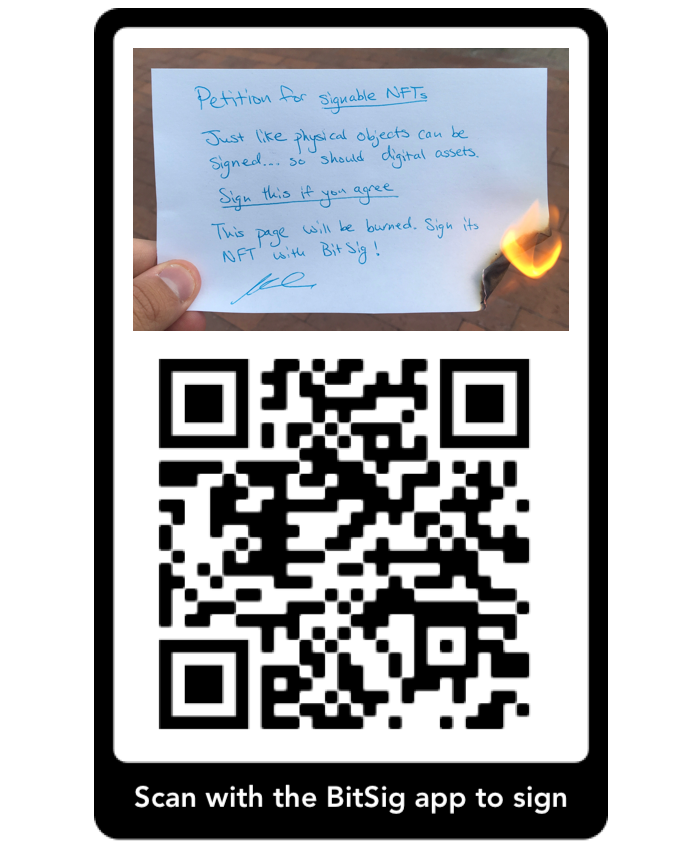 Petition for signable NFTs
Just like physical objects can be
signed... so should digital assets.
Sign this if you agree
This page will be burned. Sign its
NFT with BitSig!
Scan with the BitSig app to sign